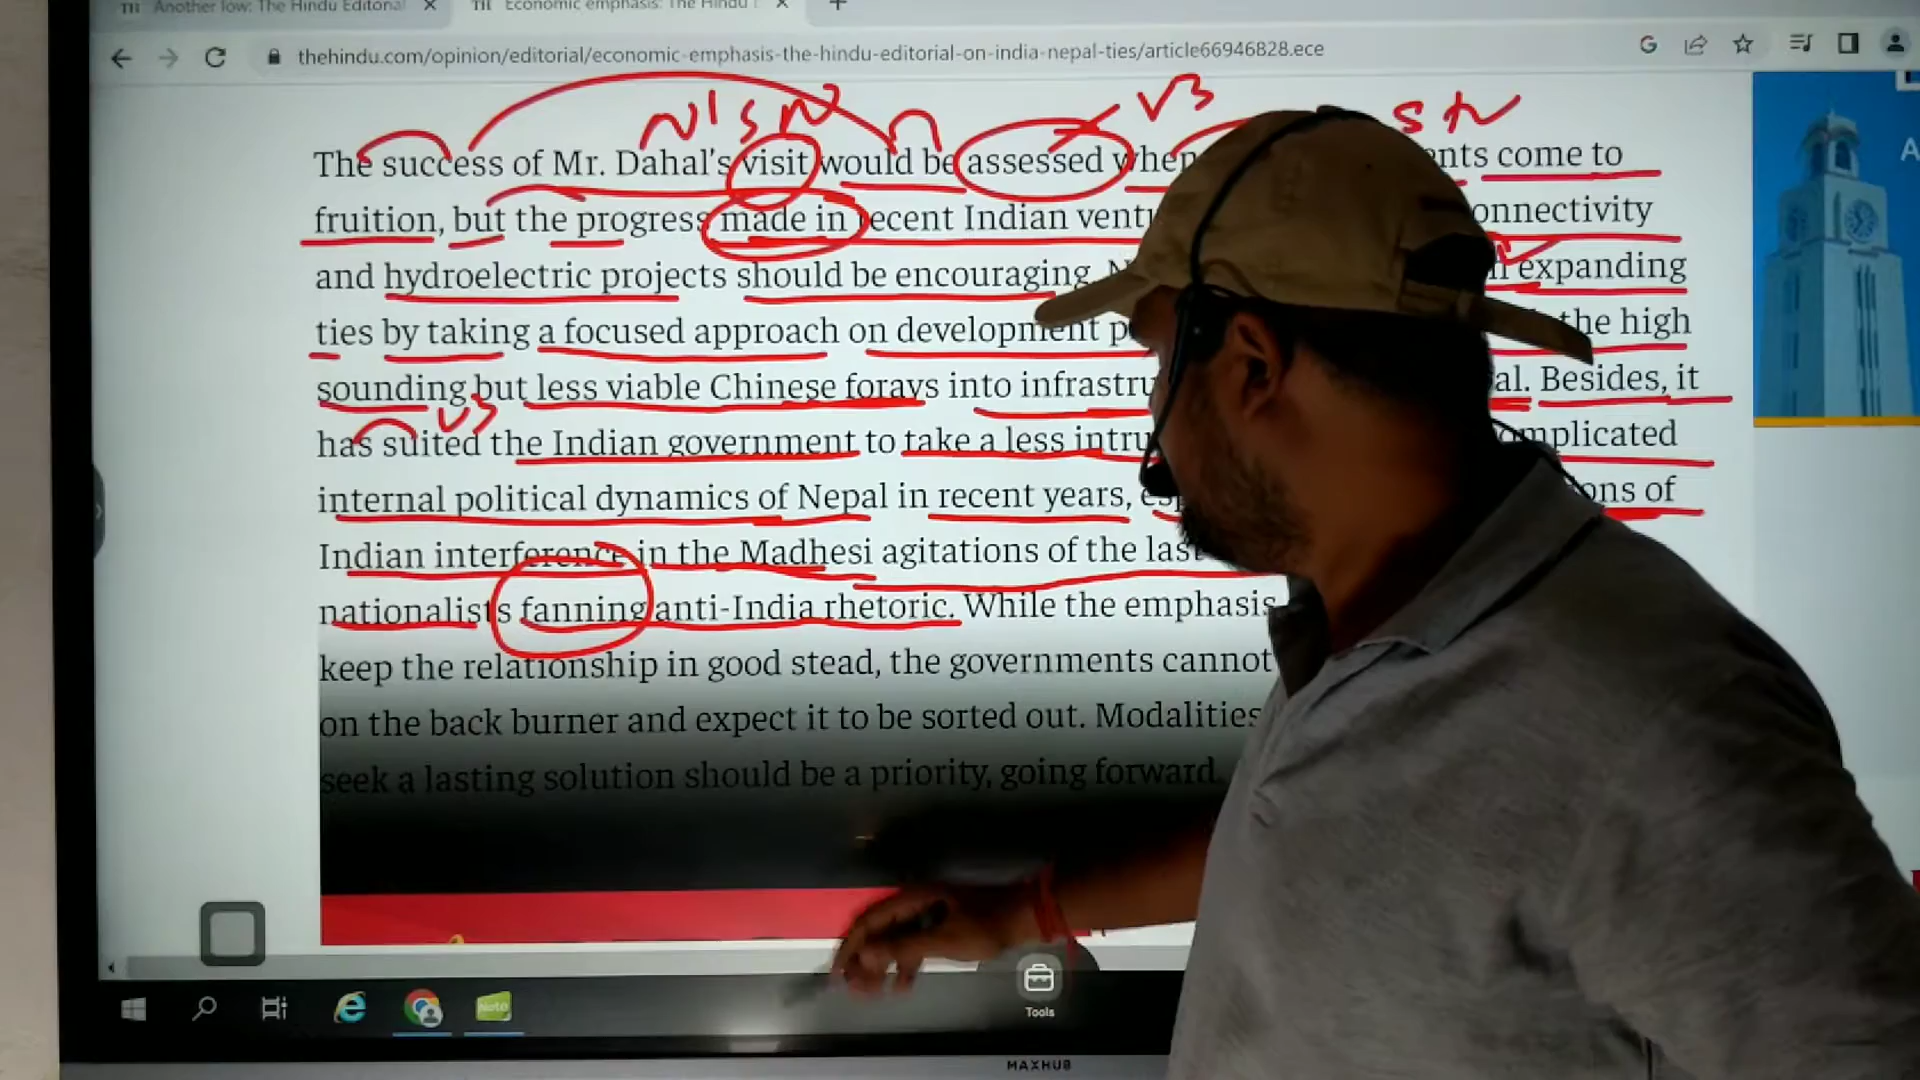 Another low: The Hindu Editorial
Economic emphasis: The Hindu
thehindu.com/opinion/editorial/economic-emphasis-the-hindu-editorial-on-india-nepal-ties/article66946828.ece
N's N
V3
S N
The success of Mr. Dahal's visit would be assessed when ents come to
fruition, but the progress made in recent Indian vent onnectivity
and hydroelectric projects should be encouraging. expanding
ties by taking a focused approach on development p the high
sounding but less viable Chinese forays into infrastru al. Besides, it
V3
has suited the Indian government to take a less intru omplicated
internal political dynamics of Nepal in recent years, esp ons of
Indian interference in the Madhesi agitations of the last
nationalists fanning anti-India rhetoric. While the emphasis
keep the relationship in good stead, the governments cannot
on the back burner and expect it to be sorted out. Modalities
seek a lasting solution should be a priority, going forward
Note
Tools
MAXHUB